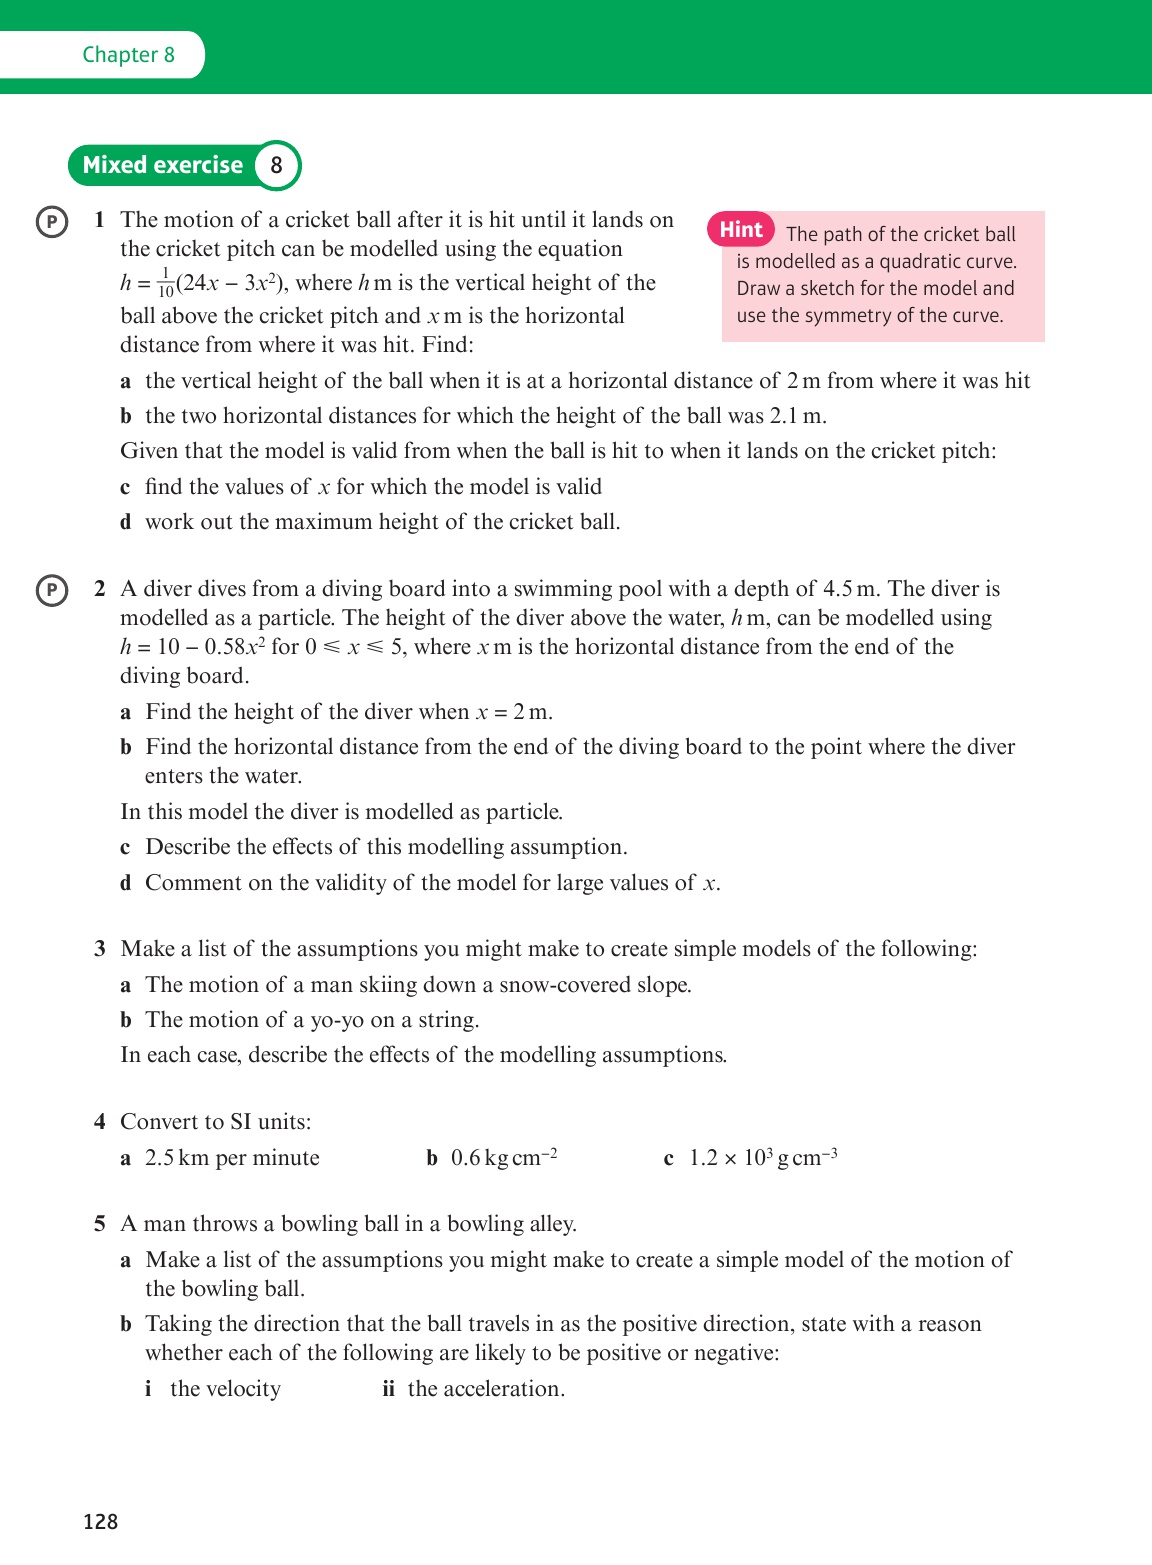 Chapter 8
Mixed exercise 8
P
1 The motion of a cricket ball after it is hit until it lands on
the cricket pitch can be modelled using the equation
h = 1/10(24x − 3x²), where h m is the vertical height of the
ball above the cricket pitch and x m is the horizontal
distance from where it was hit. Find:
Hint The path of the cricket ball
is modelled as a quadratic curve.
Draw a sketch for the model and
use the symmetry of the curve.
a the vertical height of the ball when it is at a horizontal distance of 2 m from where it was hit
b the two horizontal distances for which the height of the ball was 2.1 m.
Given that the model is valid from when the ball is hit to when it lands on the cricket pitch:
c find the values of x for which the model is valid
d work out the maximum height of the cricket ball.
P
2 A diver dives from a diving board into a swimming pool with a depth of 4.5 m. The diver is
modelled as a particle. The height of the diver above the water, h m, can be modelled using
h = 10 − 0.58x² for 0 ⩽ x ⩽ 5, where x m is the horizontal distance from the end of the
diving board.
a Find the height of the diver when x = 2 m.
b Find the horizontal distance from the end of the diving board to the point where the diver
enters the water.
In this model the diver is modelled as particle.
c Describe the effects of this modelling assumption.
d Comment on the validity of the model for large values of x.
3 Make a list of the assumptions you might make to create simple models of the following:
a The motion of a man skiing down a snow-covered slope.
b The motion of a yo-yo on a string.
In each case, describe the effects of the modelling assumptions.
4 Convert to SI units:
a 2.5 km per minute b 0.6 kg cm⁻² c 1.2 × 10³ g cm⁻³
5 A man throws a bowling ball in a bowling alley.
a Make a list of the assumptions you might make to create a simple model of the motion of
the bowling ball.
b Taking the direction that the ball travels in as the positive direction, state with a reason
whether each of the following are likely to be positive or negative:
i the velocity ii the acceleration.
128